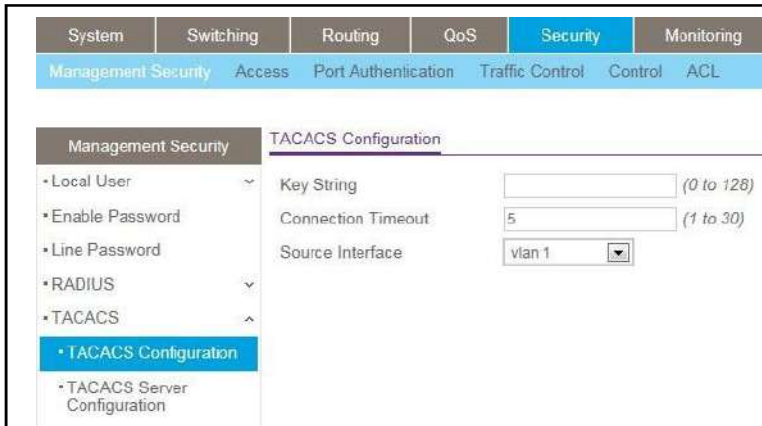 System Switching Routing QoS Security Monitoring
Management Security Access Port Authentication Traffic Control Control ACL
Management Security
• Local User
• Enable Password
• Line Password
• RADIUS
• TACACS
• TACACS Configuration
• TACACS Server
Configuration
TACACS Configuration
Key String (0 to 128)
Connection Timeout 5 (1 to 30)
Source Interface vlan 1